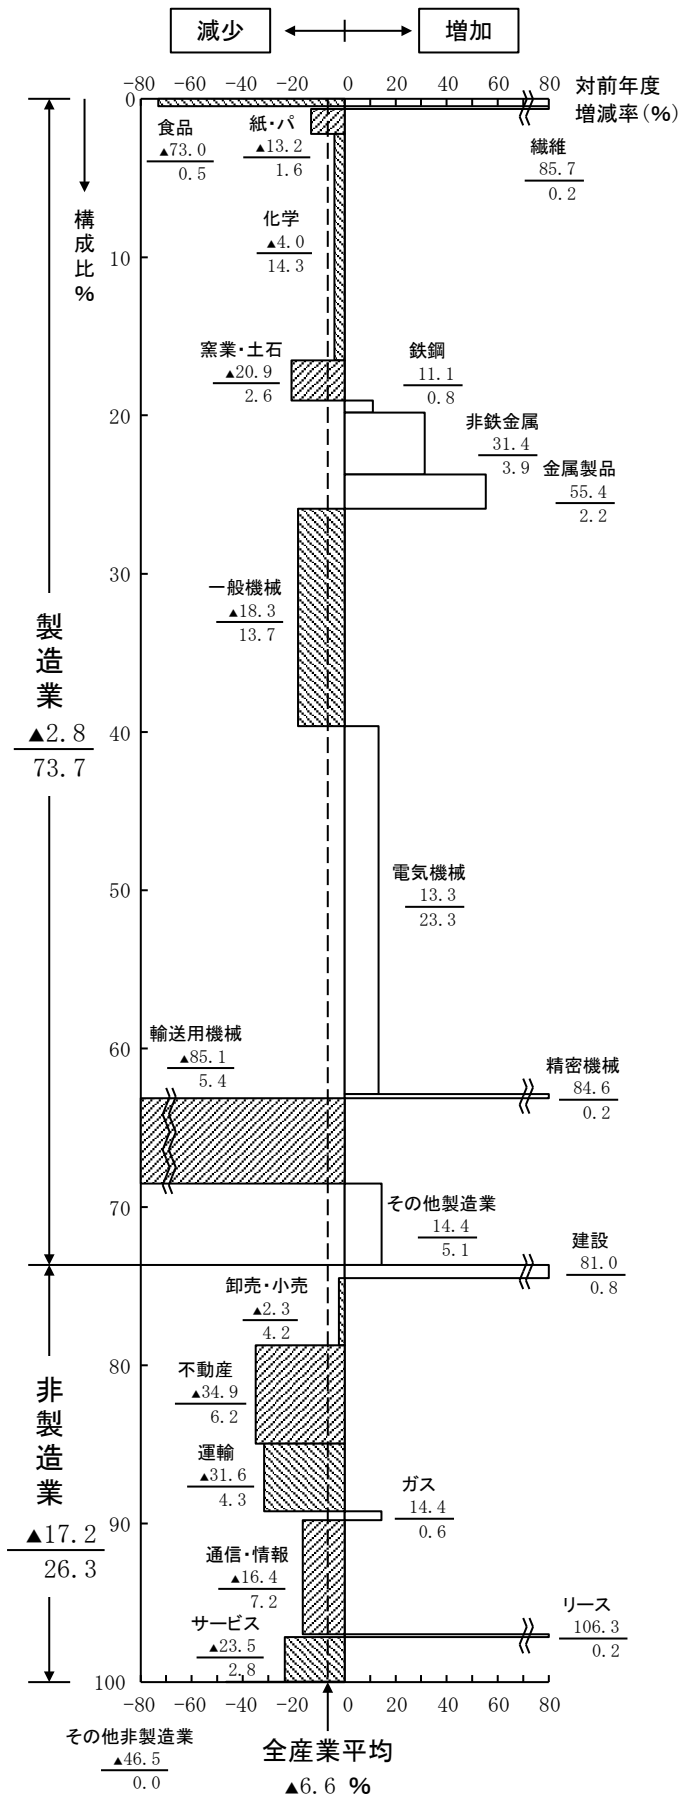 減少
増加
-80 -60 -40 -20 0 20 40 60 80
対前年度
増減率(%)
構成比%
0
10
20
30
40
50
60
70
80
90
100
食品
▲73.0
0.5
紙・パ
▲13.2
1.6
繊維
85.7
0.2
化学
▲4.0
14.3
窯業・土石
▲20.9
2.6
鉄鋼
11.1
0.8
非鉄金属
31.4
3.9
金属製品
55.4
2.2
一般機械
▲18.3
13.7
製造業
▲2.8
73.7
電気機械
13.3
23.3
輸送用機械
▲85.1
5.4
精密機械
84.6
0.2
その他製造業
14.4
5.1
建設
81.0
0.8
卸売・小売
▲2.3
4.2
不動産
▲34.9
6.2
非製造業
▲17.2
26.3
運輸
▲31.6
4.3
ガス
14.4
0.6
通信・情報
▲16.4
7.2
リース
106.3
0.2
サービス
▲23.5
2.8
-80 -60 -40 -20 0 20 40 60 80
その他非製造業
▲46.5
0.0
全産業平均
▲6.6 %